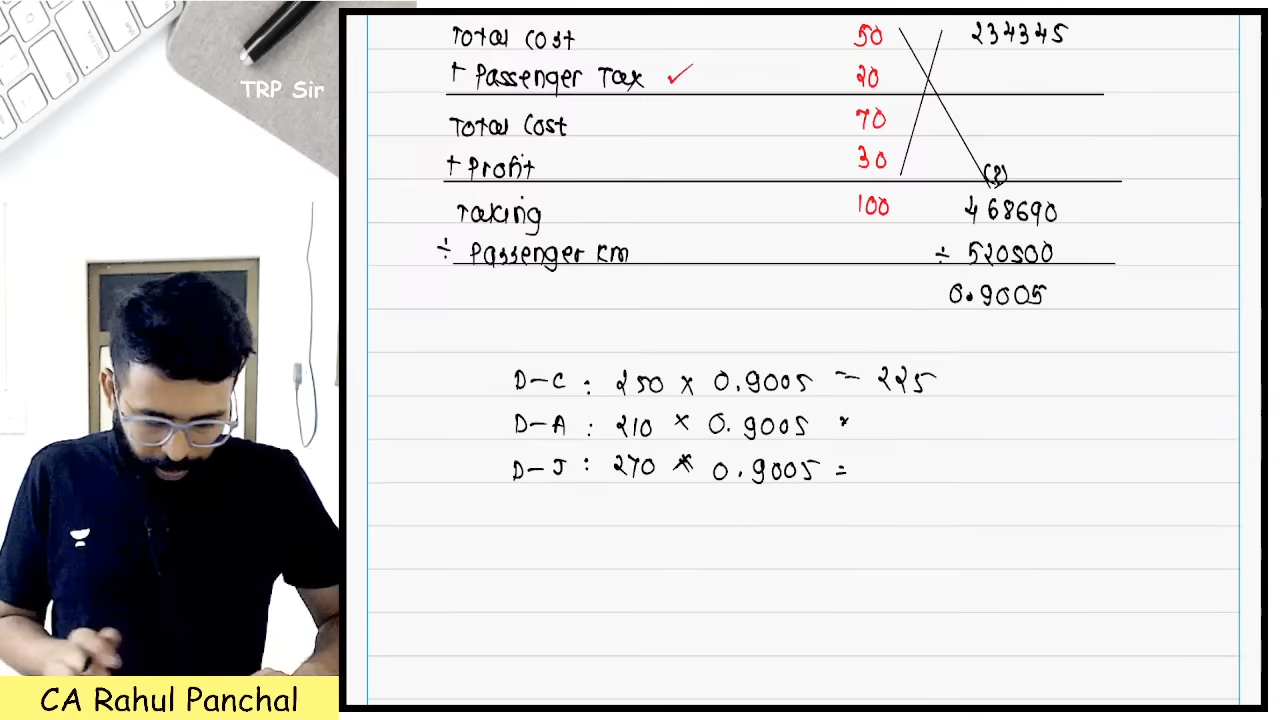 TRP Sir
Total Cost 50 234345
+ Passenger Tax ✓ 20
Total Cost 70
+ Profit 30
(?)
Taking 100 468690
÷ Passenger KM ÷ 520500
0.9005
D-C : 250 × 0.9005 = 225
D-A : 210 × 0.9005 =
D-J : 270 × 0.9005 =
CA Rahul Panchal